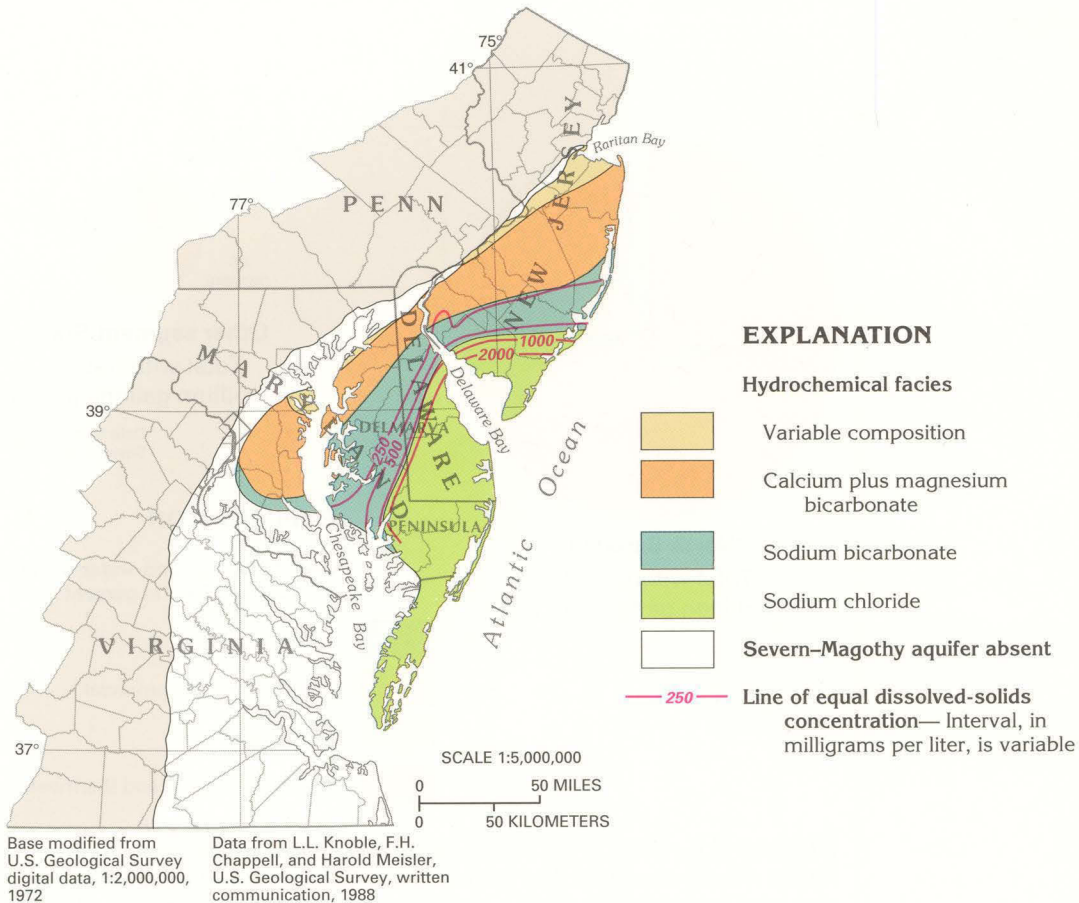 75°
41°
NEW JERSEY
Raritan Bay
PENN
77°
DELAWARE
MARYLAND
1000
2000
Delaware Bay
39°
DELMARVA
250
500
PENINSULA
Atlantic Ocean
Chesapeake Bay
VIRGINIA
37°
EXPLANATION
Hydrochemical facies
Variable composition
Calcium plus magnesium
bicarbonate
Sodium bicarbonate
Sodium chloride
Severn–Magothy aquifer absent
250
Line of equal dissolved-solids
concentration— Interval, in
milligrams per liter, is variable
SCALE 1:5,000,000
0 50 MILES
0 50 KILOMETERS
Base modified from
U.S. Geological Survey
digital data, 1:2,000,000,
1972
Data from L.L. Knoble, F.H.
Chappell, and Harold Meisler,
U.S. Geological Survey, written
communication, 1988